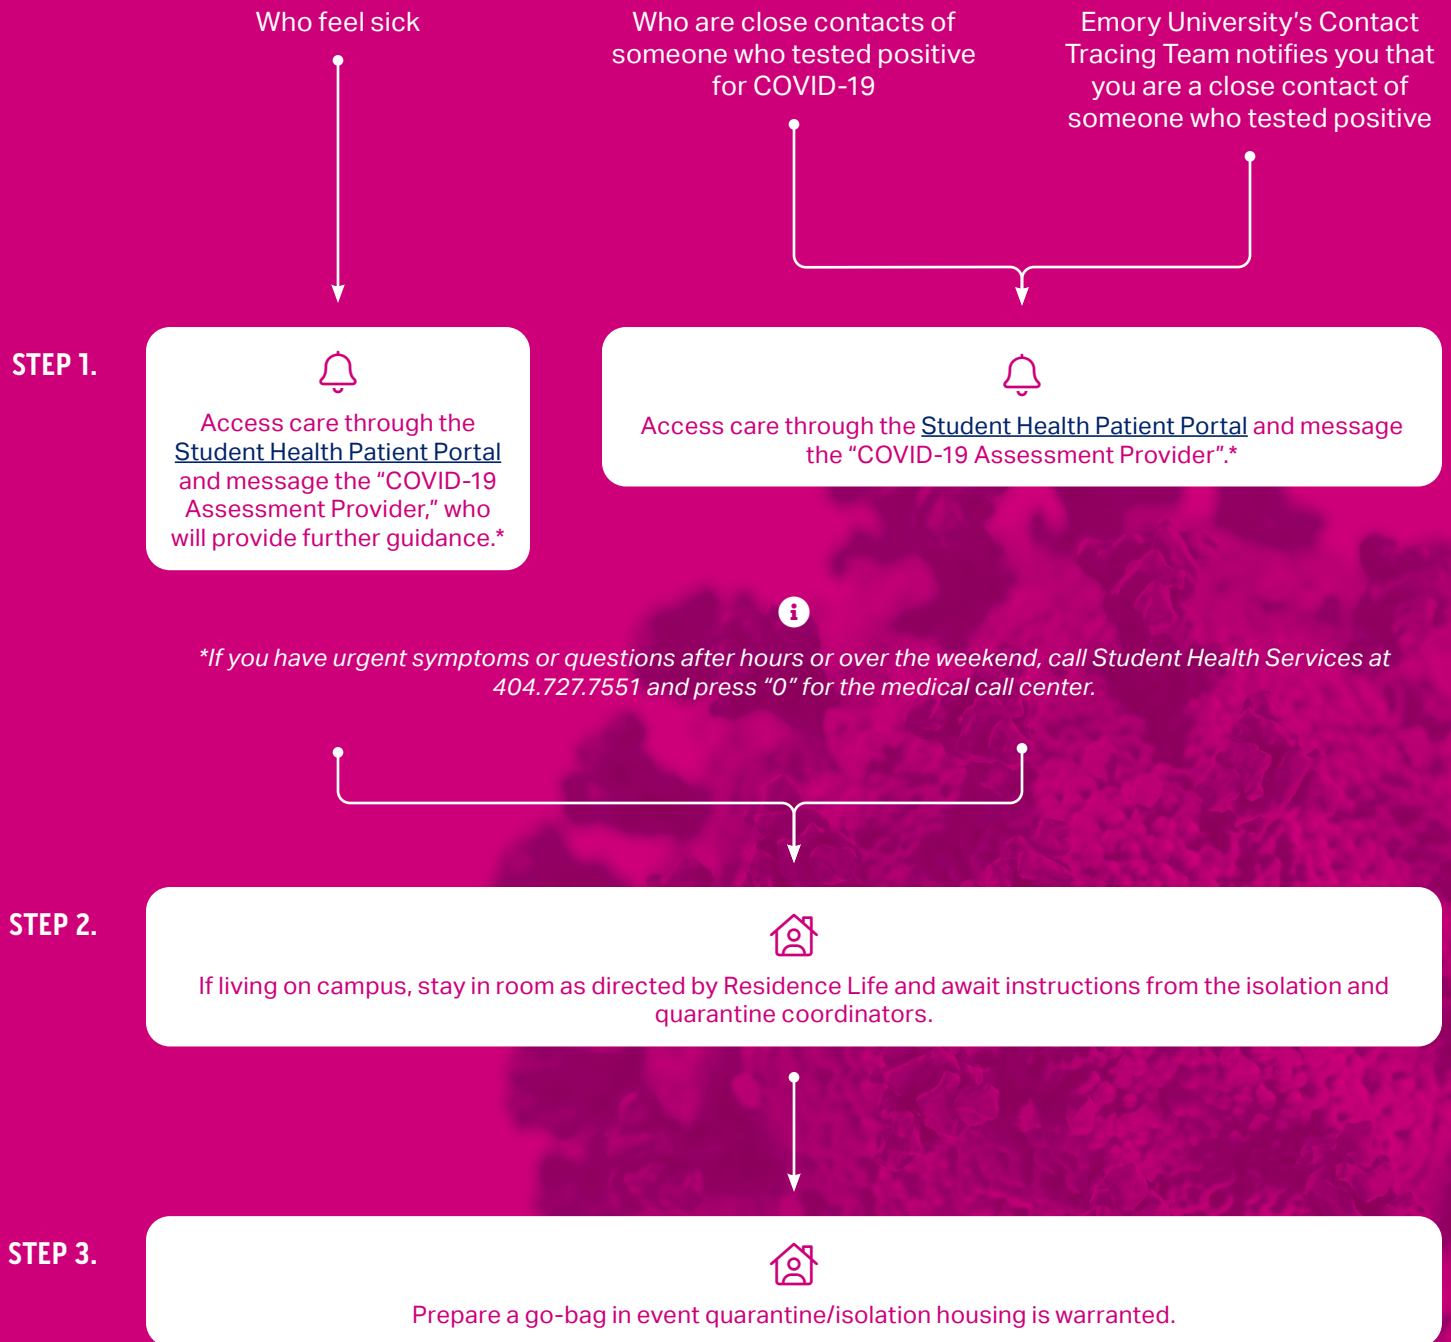 Who feel sick
Who are close contacts of
someone who tested positive
for COVID-19
Emory University’s Contact
Tracing Team notifies you that
you are a close contact of
someone who tested positive
STEP 1.
Access care through the
Student Health Patient Portal
and message the “COVID-19
Assessment Provider,” who
will provide further guidance.*
Access care through the Student Health Patient Portal and message
the “COVID-19 Assessment Provider”.*
*If you have urgent symptoms or questions after hours or over the weekend, call Student Health Services at
404.727.7551 and press “0” for the medical call center.
STEP 2.
If living on campus, stay in room as directed by Residence Life and await instructions from the isolation and
quarantine coordinators.
STEP 3.
Prepare a go-bag in event quarantine/isolation housing is warranted.